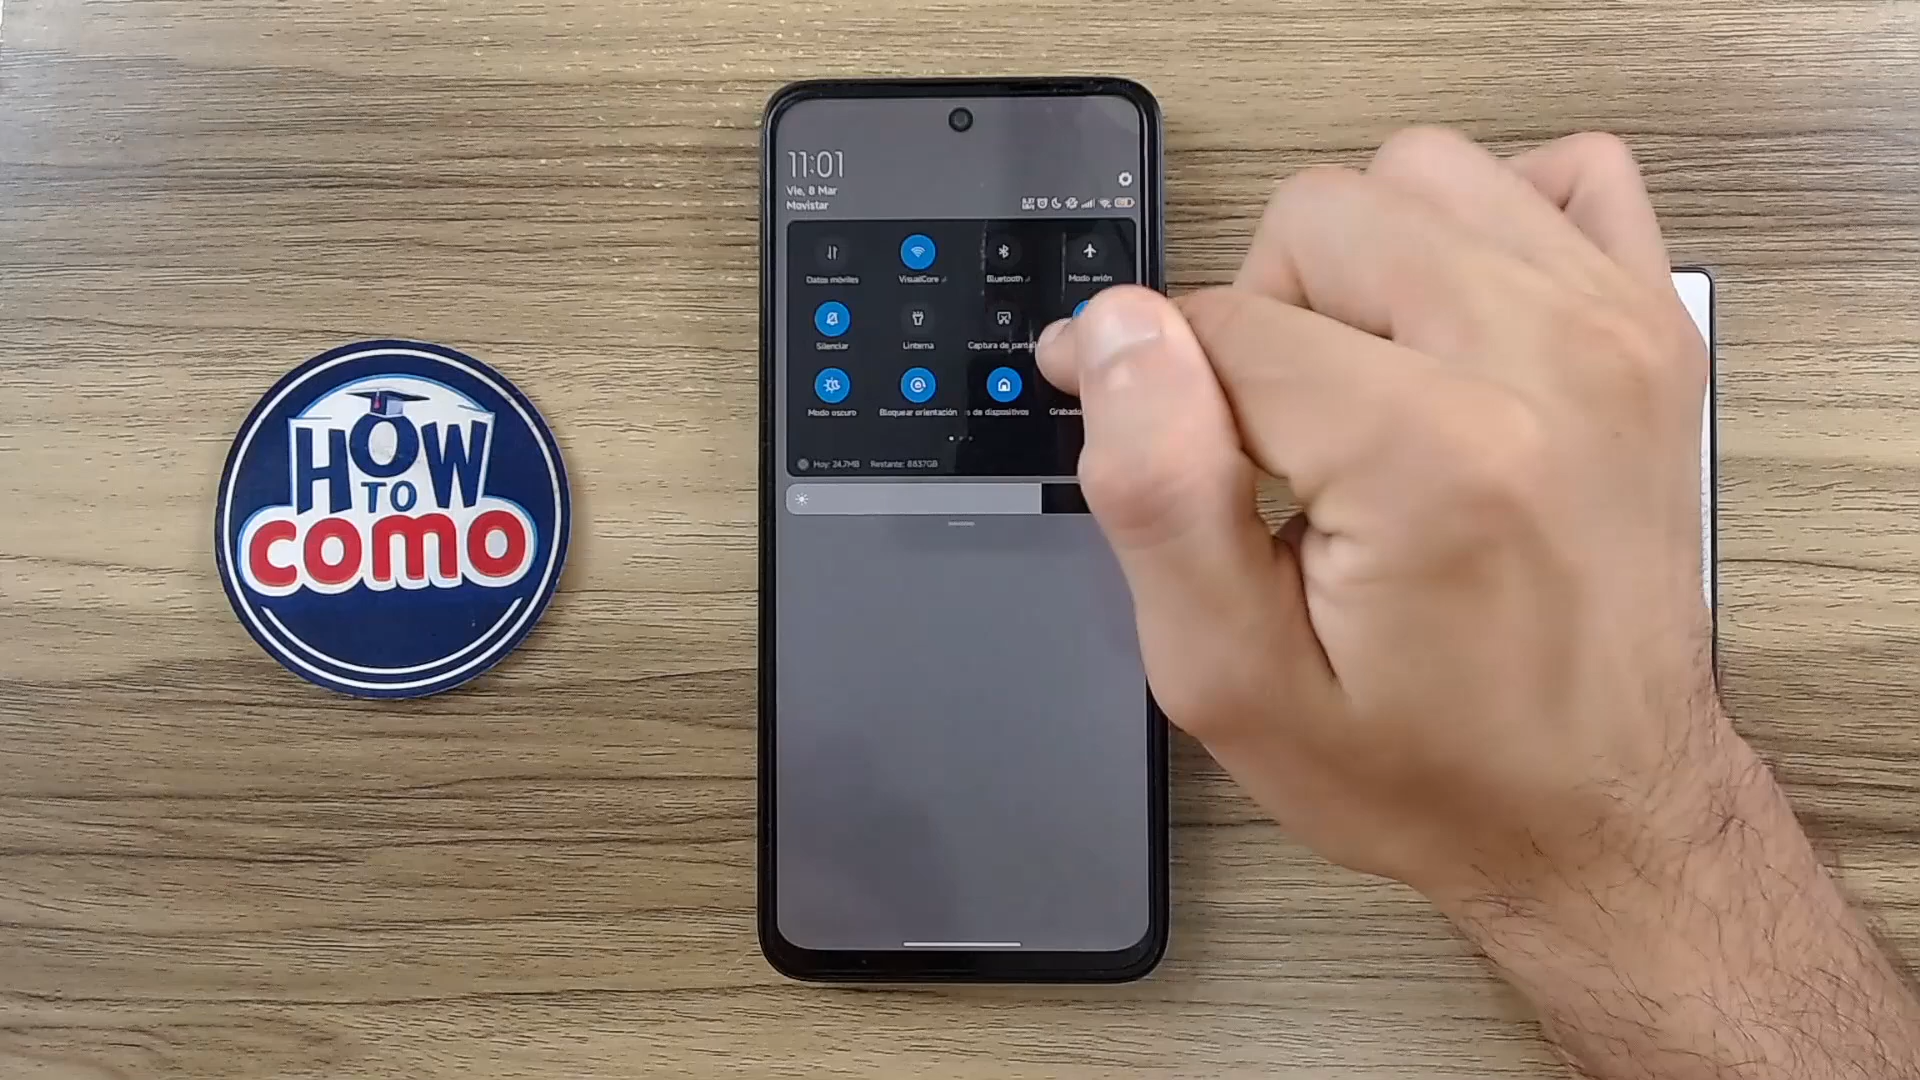 HOW
TO
COMO
11:01
Vie, 8 Mar
Movistar
Datos móviles
VisualCore
Bluetooth
Modo avión
Silenciar
Linterna
Captura de pantal
Modo oscuro
Bloquear orientación
s de dispositivos
Grabado
Hoy: 24,7MB
Restante: 8837GB